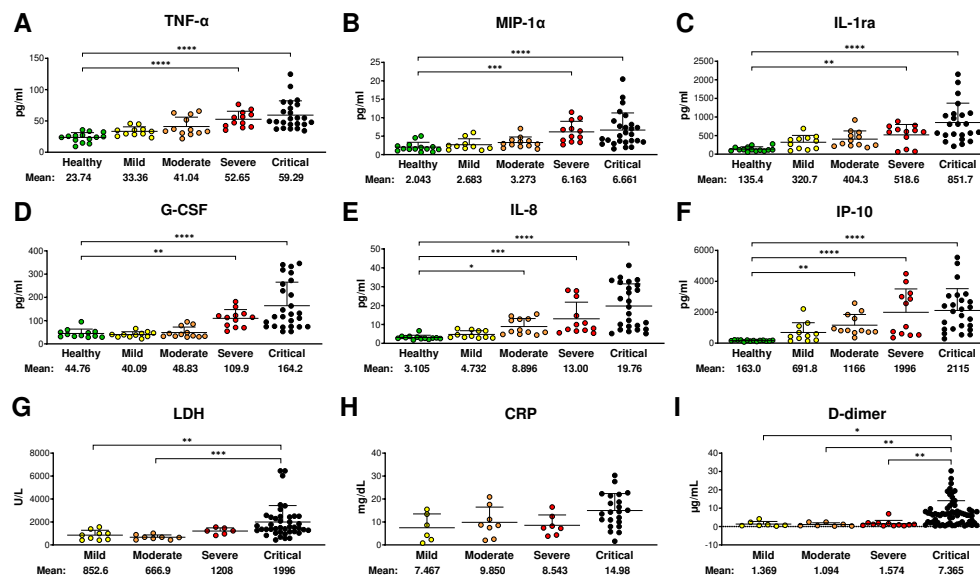 A TNF-α
****
****
pg/ml
150
100
50
0
Healthy Mild Moderate Severe Critical
Mean: 23.74 33.36 41.04 52.65 59.29
B MIP-1α
****
***
pg/ml
25
20
15
10
5
0
Healthy Mild Moderate Severe Critical
Mean: 2.043 2.683 3.273 6.163 6.661
C IL-1ra
****
**
pg/ml
2500
2000
1500
1000
500
0
Healthy Mild Moderate Severe Critical
Mean: 135.4 320.7 404.3 518.6 851.7
D G-CSF
****
**
pg/ml
400
300
200
100
0
Healthy Mild Moderate Severe Critical
Mean: 44.76 40.09 48.83 109.9 164.2
E IL-8
****
***
*
pg/ml
50
40
30
20
10
0
Healthy Mild Moderate Severe Critical
Mean: 3.105 4.732 8.896 13.00 19.76
F IP-10
****
****
**
pg/ml
6000
4000
2000
0
Healthy Mild Moderate Severe Critical
Mean: 163.0 691.8 1166 1996 2115
G LDH
**
***
U/L
8000
6000
4000
2000
0
Mild Moderate Severe Critical
Mean: 852.6 666.9 1208 1996
H CRP
mg/dL
40
30
20
10
0
Mild Moderate Severe Critical
Mean: 7.467 9.850 8.543 14.98
I D-dimer
*
**
**
µg/mL
40
30
20
10
0
-10
Mild Moderate Severe Critical
Mean: 1.369 1.094 1.574 7.365